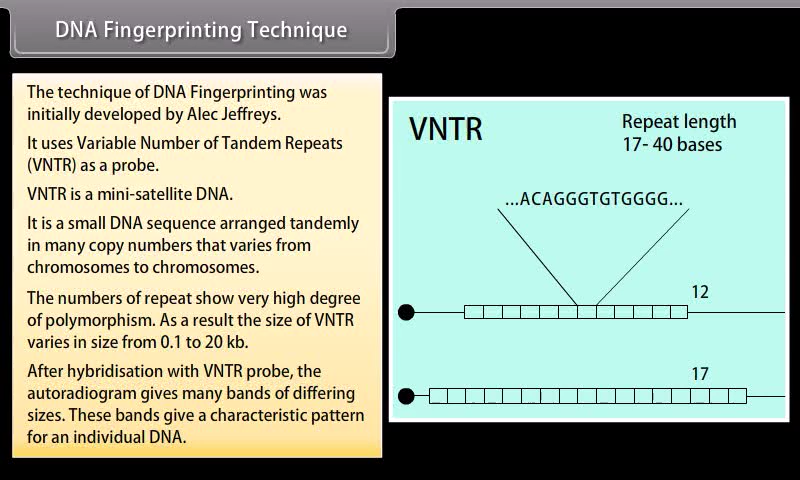 DNA Fingerprinting Technique
The technique of DNA Fingerprinting was
initially developed by Alec Jeffreys.
It uses Variable Number of Tandem Repeats
(VNTR) as a probe.
VNTR is a mini-satellite DNA.
It is a small DNA sequence arranged tandemly
in many copy numbers that varies from
chromosomes to chromosomes.
The numbers of repeat show very high degree
of polymorphism. As a result the size of VNTR
varies in size from 0.1 to 20 kb.
After hybridisation with VNTR probe, the
autoradiogram gives many bands of differing
sizes. These bands give a characteristic pattern
for an individual DNA.
VNTR
Repeat length
17- 40 bases
...ACAGGGTGTGGGG...
12
17